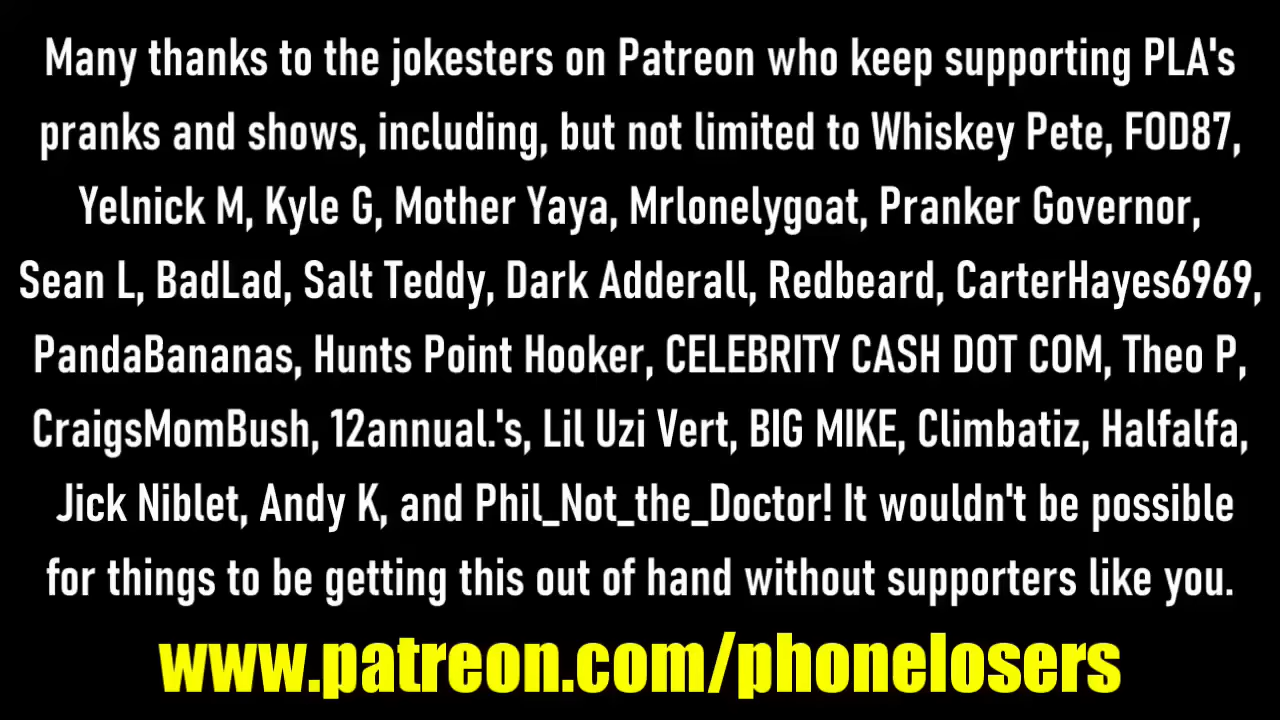 Many thanks to the jokesters on Patreon who keep supporting PLA's
pranks and shows, including, but not limited to Whiskey Pete, FOD87,
Yelnick M, Kyle G, Mother Yaya, Mrlonelygoat, Pranker Governor,
Sean L, BadLad, Salt Teddy, Dark Adderall, Redbeard, CarterHayes6969,
PandaBananas, Hunts Point Hooker, CELEBRITY CASH DOT COM, Theo P,
CraigsMomBush, 12annual.'s, Lil Uzi Vert, BIG MIKE, Climbatiz, Halfalfa,
Jick Niblet, Andy K, and Phil_Not_the_Doctor! It wouldn't be possible
for things to be getting this out of hand without supporters like you.
www.patreon.com/phonelosers